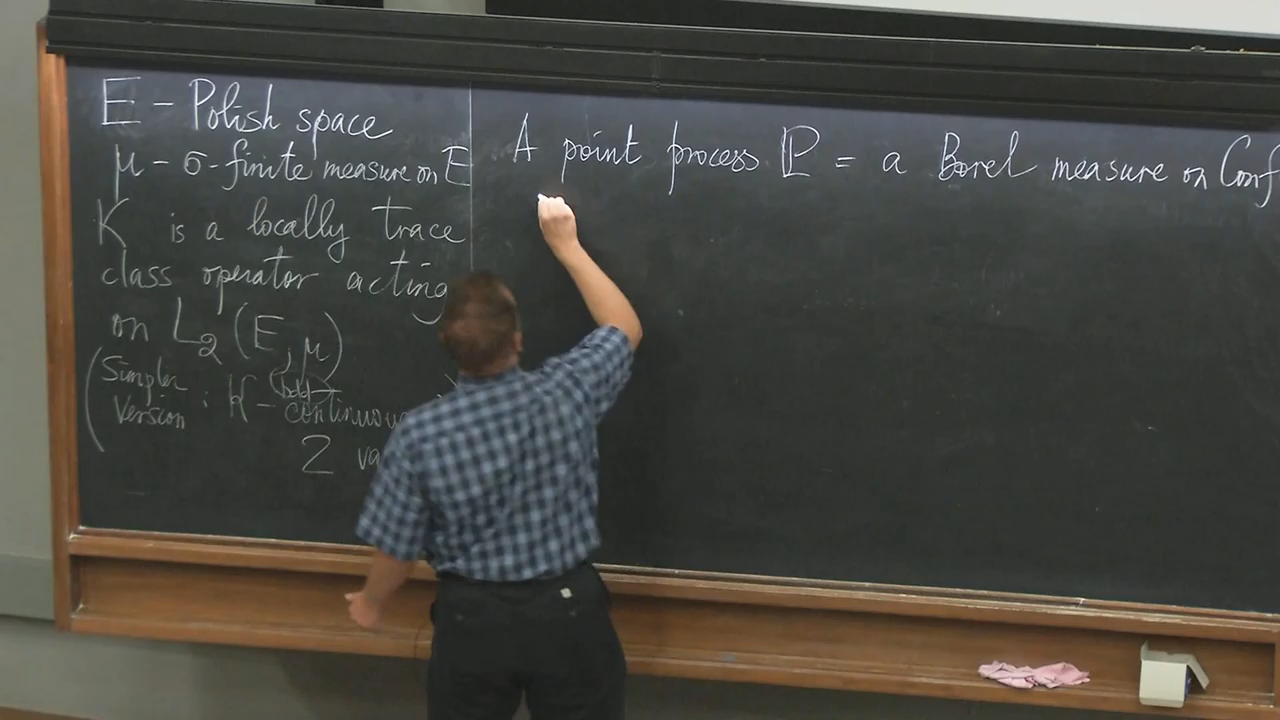 E - Polish space
μ - σ-finite measure on E
K is a locally trace
class operator acting
on L₂(E, μ)
(Simpler
Version: K - continuou
2 va
A point process ℙ = a Borel measure on Conf